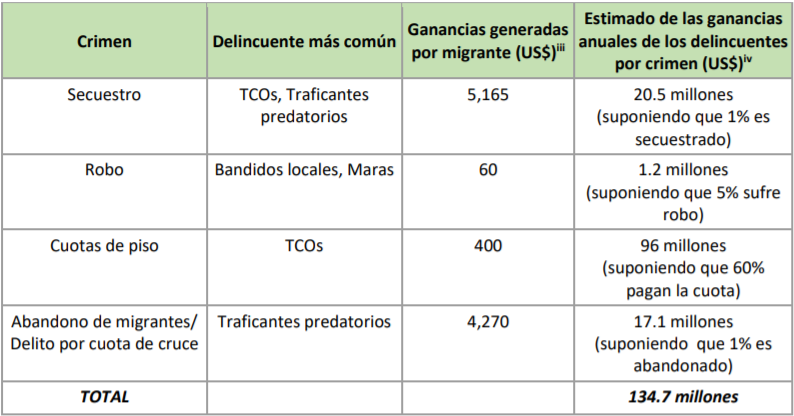 Crimen
Delincuente más común
Ganancias generadas
por migrante (US$)iii
Estimado de las ganancias
anuales de los delincuentes
por crimen (US$)iv
Secuestro
TCOs, Traficantes
predatorios
5,165
20.5 millones
(suponiendo que 1% es
secuestrado)
Robo
Bandidos locales, Maras
60
1.2 millones
(suponiendo que 5% sufre
robo)
Cuotas de piso
TCOs
400
96 millones
(suponiendo que 60%
pagan la cuota)
Abandono de migrantes/
Delito por cuota de cruce
Traficantes predatorios
4,270
17.1 millones
(suponiendo que 1% es
abandonado)
TOTAL
134.7 millones